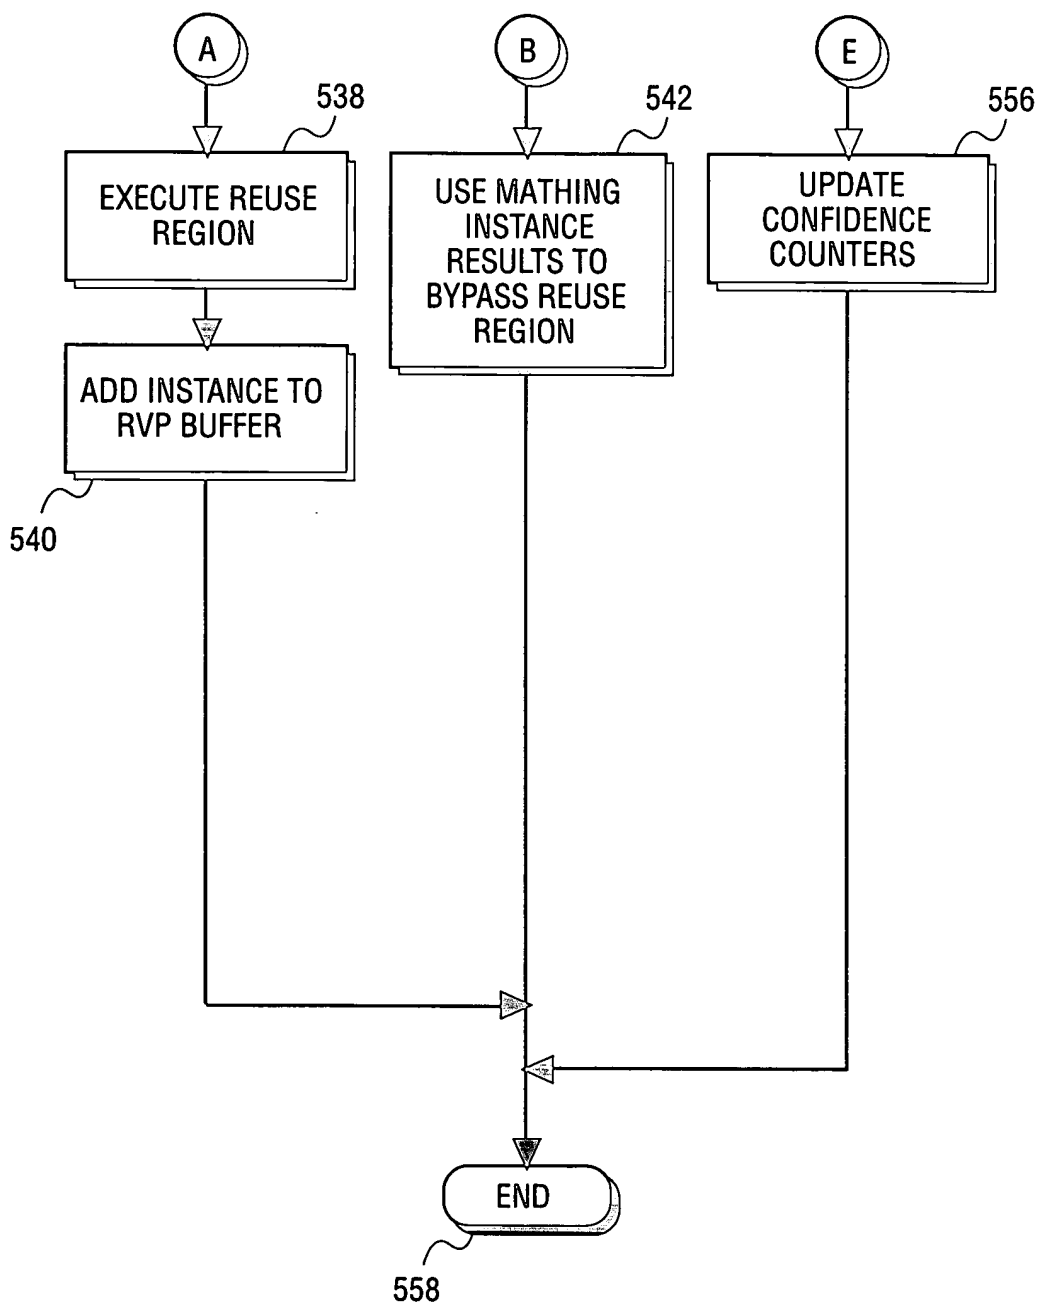 A
B
E
538
542
556
EXECUTE REUSE
REGION
USE MATHING
INSTANCE
RESULTS TO
BYPASS REUSE
REGION
UPDATE
CONFIDENCE
COUNTERS
ADD INSTANCE TO
RVP BUFFER
540
END
558